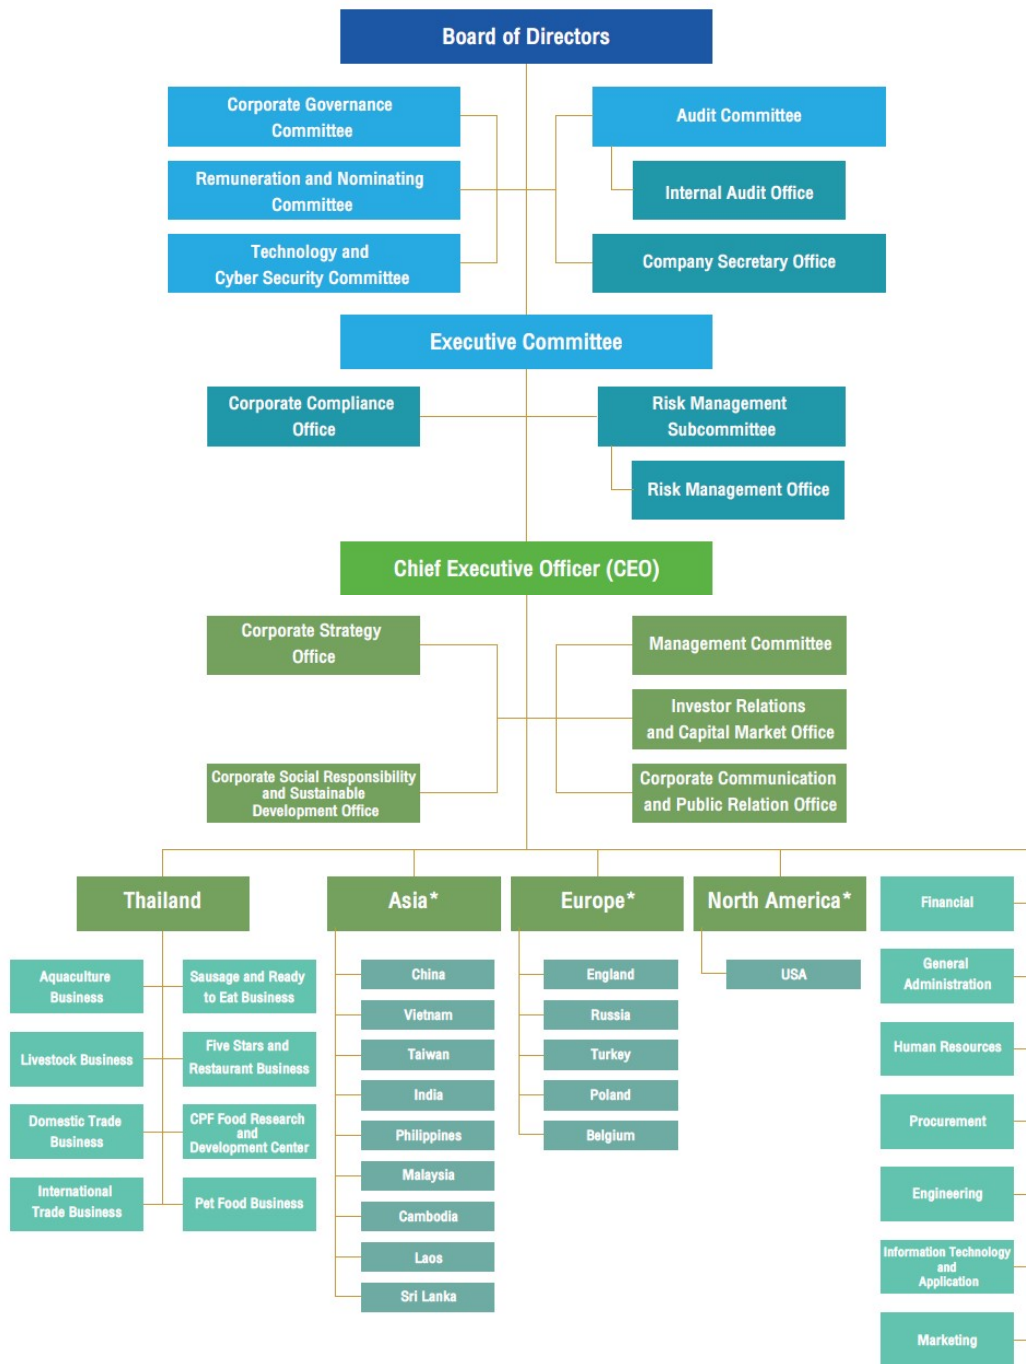 Board of Directors
Corporate Governance
Committee
Audit Committee
Remuneration and Nominating
Committee
Internal Audit Office
Technology and
Cyber Security Committee
Company Secretary Office
Executive Committee
Corporate Compliance
Office
Risk Management
Subcommittee
Risk Management Office
Chief Executive Officer (CEO)
Corporate Strategy
Office
Management Committee
Investor Relations
and Capital Market Office
Corporate Social Responsibility
and Sustainable
Development Office
Corporate Communication
and Public Relation Office
Thailand
Aquaculture
Business
Sausage and Ready
to Eat Business
Livestock Business
Five Stars and
Restaurant Business
Domestic Trade
Business
CPF Food Research
and
Development Center
International
Trade Business
Pet Food Business
Asia*
China
Vietnam
Taiwan
India
Philippines
Malaysia
Cambodia
Laos
Sri Lanka
Europe*
England
Russia
Turkey
Poland
Belgium
North America*
USA
Financial
General
Administration
Human Resources
Procurement
Engineering
Information Technology
and
Application
Marketing